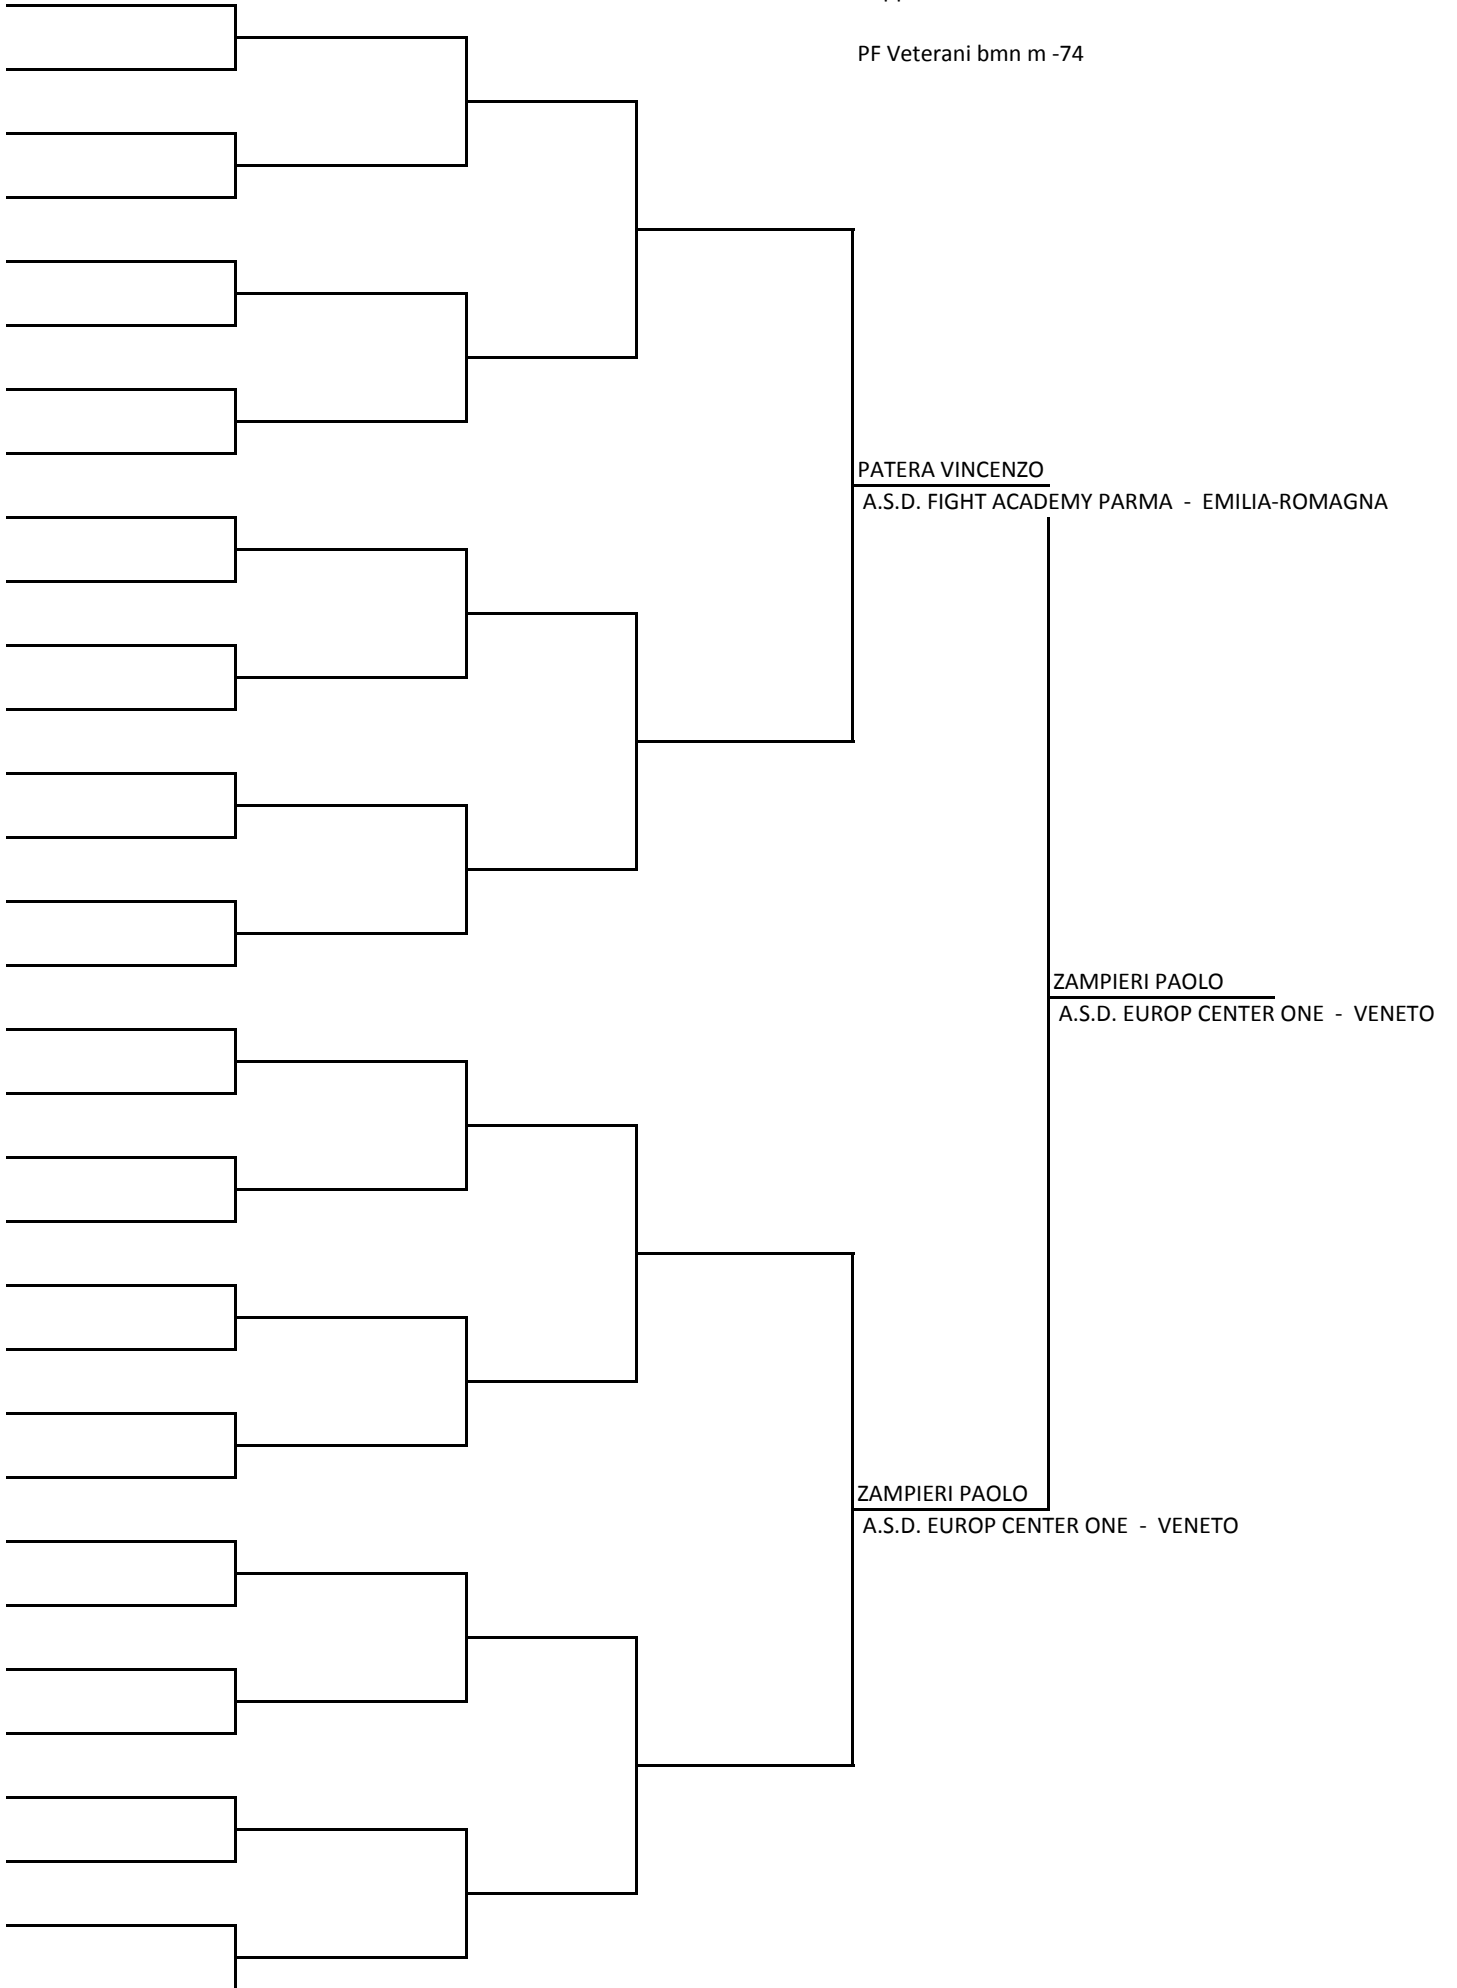 PF Veterani bmn m -74
PATERA VINCENZO
A.S.D. FIGHT ACADEMY PARMA - EMILIA-ROMAGNA
ZAMPIERI PAOLO
A.S.D. EUROP CENTER ONE - VENETO
ZAMPIERI PAOLO
A.S.D. EUROP CENTER ONE - VENETO